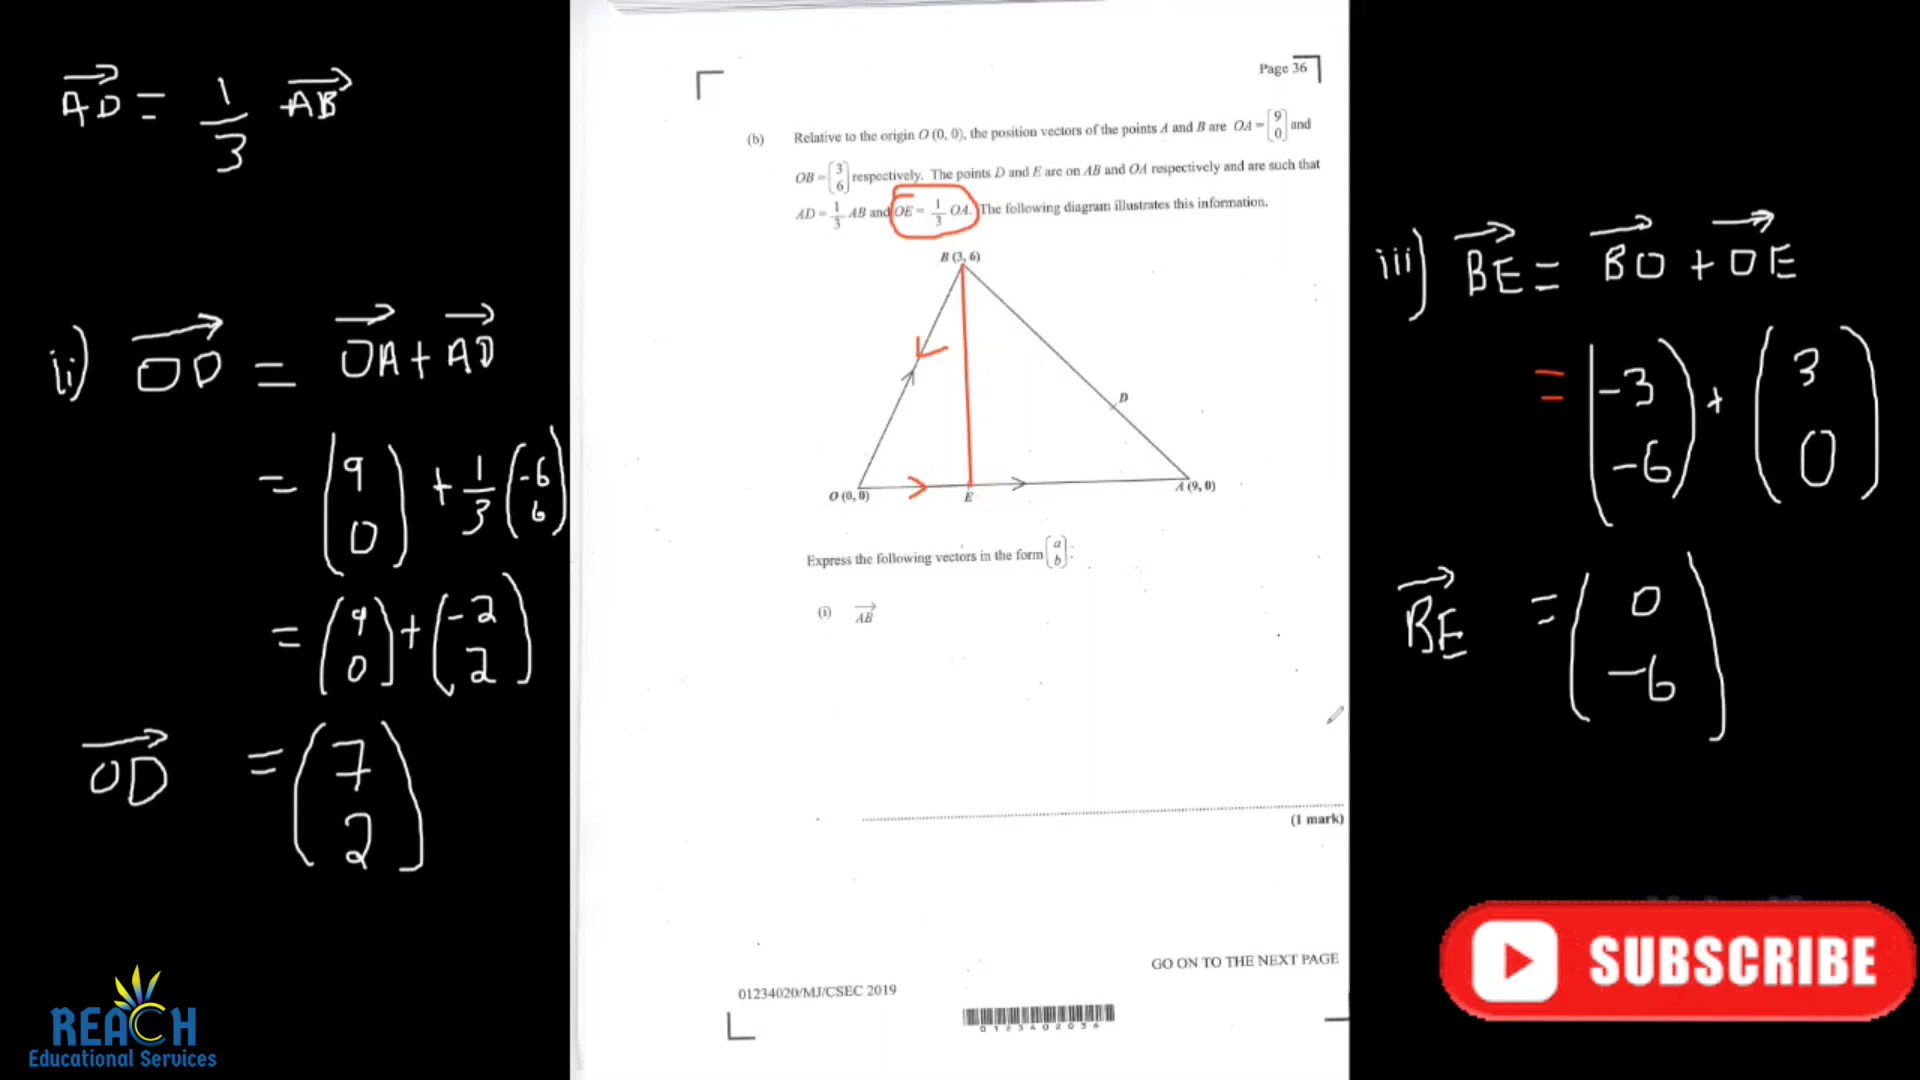 AD = 1/3 AB
ii) OD = OA + AD
= (9 0) + 1/3 (-6 6)
= (9 0) + (-2 2)
OD = (7 2)
REACH
Educational Services
Page 36
(b) Relative to the origin O (0, 0), the position vectors of the points A and B are OA = [9 0] and
OB = [3 6] respectively. The points D and E are on AB and OA respectively and are such that
AD = 1/3 AB and OE = 1/3 OA. The following diagram illustrates this information.
B (3, 6)
D
O (0, 0)
E
A (9, 0)
Express the following vectors in the form [a b]:
(i) AB
(1 mark)
GO ON TO THE NEXT PAGE
01234020/MJ/CSEC 2019
0123402036
iii) BE = BO + OE
= (-3 -6) + (3 0)
BE = (0 -6)
SUBSCRIBE